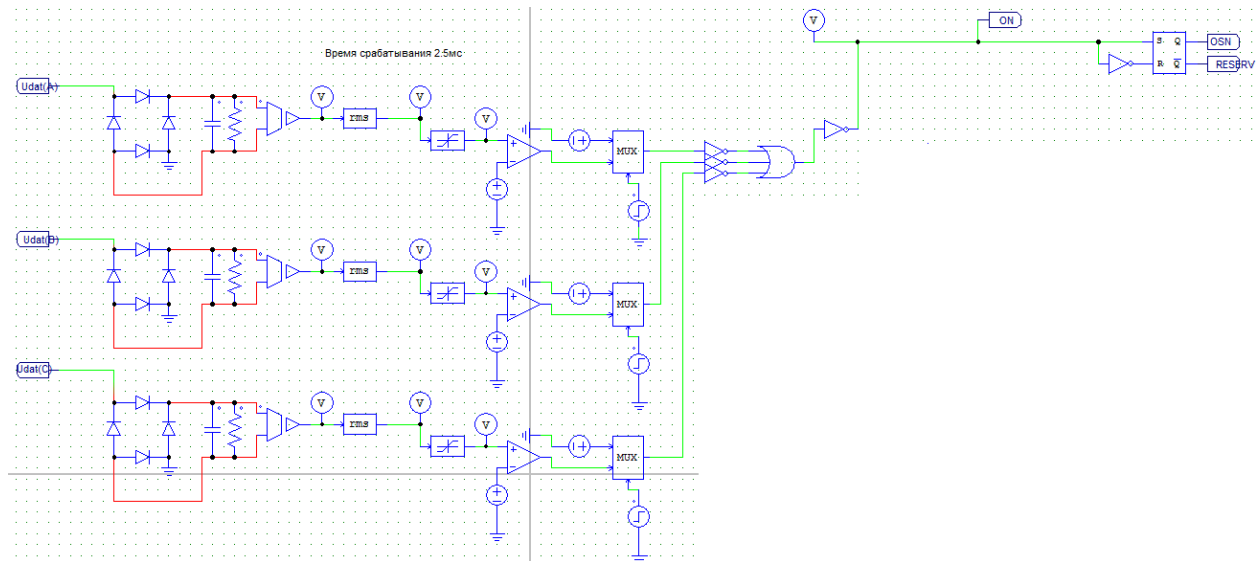 V
ON
S Q
OSN
R Q
RESERV
Время срабатывания 2.5мс
Udat(A)
V
rms
V
V
MUX
Udat(B)
V
rms
V
V
MUX
Udat(C)
V
rms
V
V
MUX